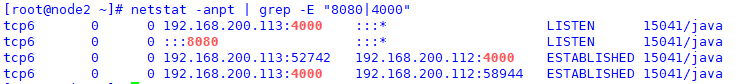 [root@node2 ~]# netstat -anpt | grep -E "8080|4000"
tcp6 0 0 192.168.200.113:4000 :::* LISTEN 15041/java
tcp6 0 0 :::8080 :::* LISTEN 15041/java
tcp6 0 0 192.168.200.113:52742 192.168.200.112:4000 ESTABLISHED 15041/java
tcp6 0 0 192.168.200.113:4000 192.168.200.112:58944 ESTABLISHED 15041/java